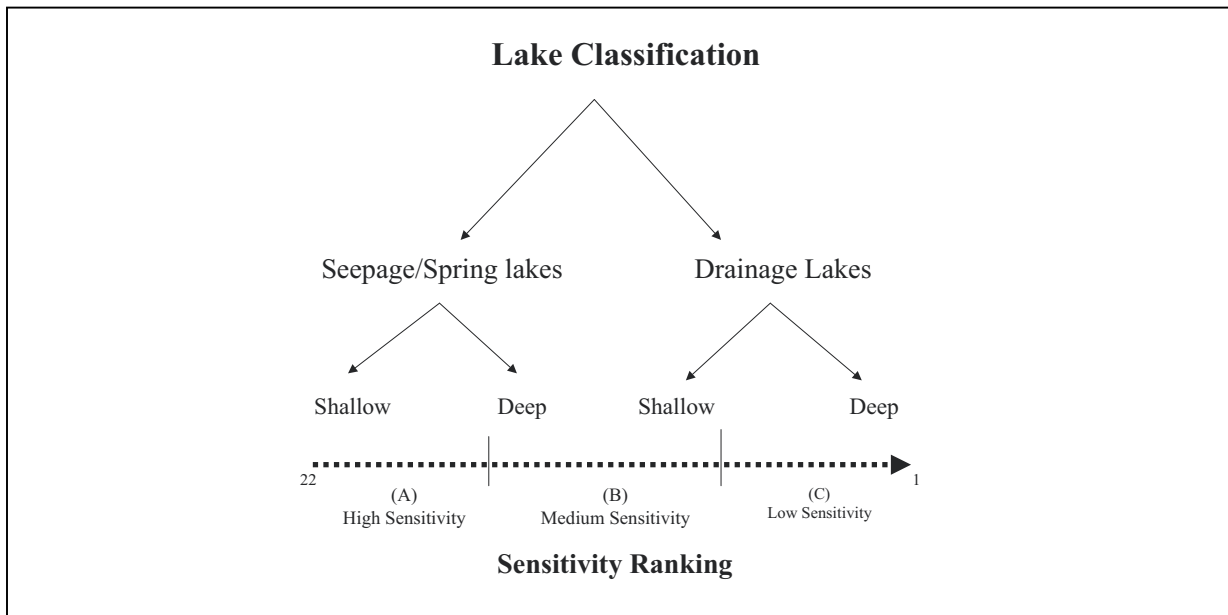 Lake Classification
Seepage/Spring lakes Drainage Lakes
Shallow Deep Shallow Deep
22 1
(A) (B) (C)
High Sensitivity Medium Sensitivity Low Sensitivity
Sensitivity Ranking